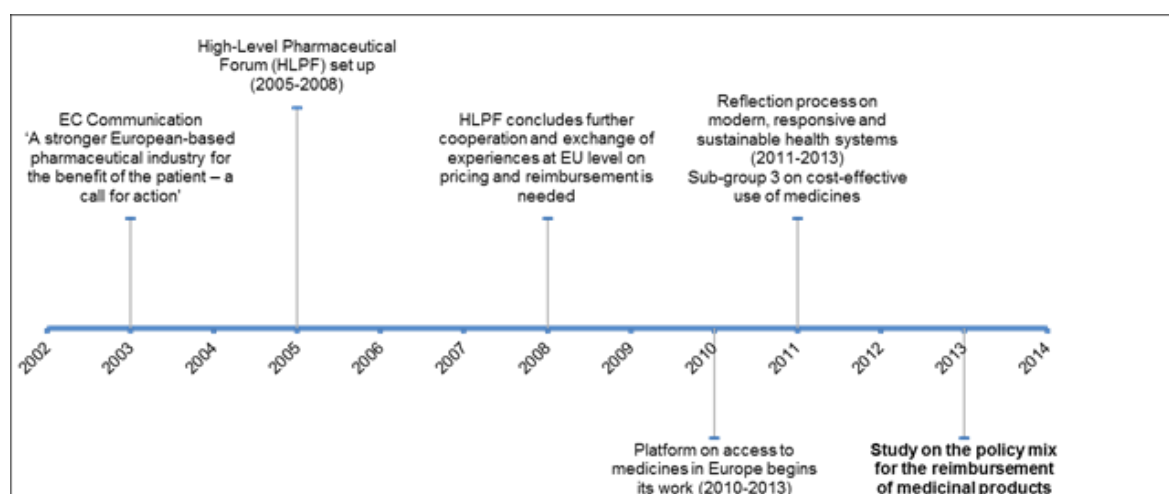 High-Level Pharmaceutical
Forum (HLPF) set up
(2005-2008)
EC Communication
‘A stronger European-based
pharmaceutical industry for
the benefit of the patient – a
call for action’
HLPF concludes further
cooperation and exchange of
experiences at EU level on
pricing and reimbursement is
needed
Reflection process on
modern, responsive and
sustainable health systems
(2011-2013)
Sub-group 3 on cost-effective
use of medicines
2002
2003
2004
2005
2006
2007
2008
2009
2010
2011
2012
2013
2014
Platform on access to
medicines in Europe begins
its work (2010-2013)
Study on the policy mix
for the reimbursement
of medicinal products